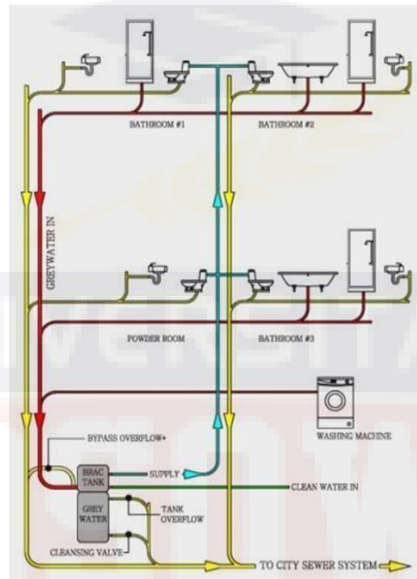 BATHROOM #1
BATHROOM #2
GREYWATER IN
POWDER ROOM
BATHROOM #3
WASHING MACHINE
BYPASS OVERFLOW*
BRAC
TANK
SUPPLY
CLEAN WATER IN
GREY
WATER
TANK
OVERFLOW
CLEANSING VALVE
TO CITY SEWER SYSTEM